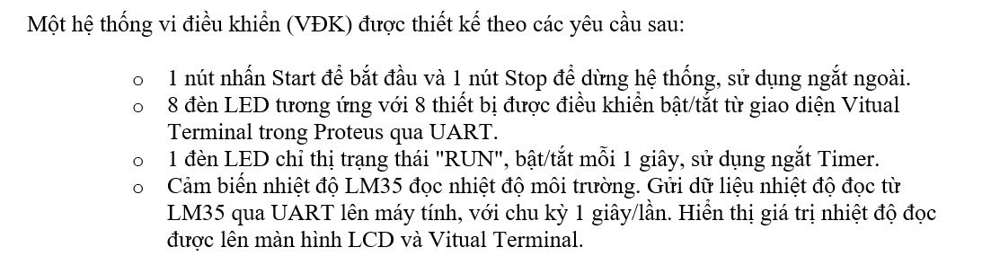 Một hệ thống vi điều khiển (VĐK) được thiết kế theo các yêu cầu sau:
o 1 nút nhấn Start để bắt đầu và 1 nút Stop để dừng hệ thống, sử dụng ngắt ngoài.
o 8 đèn LED tương ứng với 8 thiết bị được điều khiển bật/tắt từ giao diện Vitual
Terminal trong Proteus qua UART.
o 1 đèn LED chỉ thị trạng thái "RUN", bật/tắt mỗi 1 giây, sử dụng ngắt Timer.
o Cảm biến nhiệt độ LM35 đọc nhiệt độ môi trường. Gửi dữ liệu nhiệt độ đọc từ
LM35 qua UART lên máy tính, với chu kỳ 1 giây/lần. Hiển thị giá trị nhiệt độ đọc
được lên màn hình LCD và Vitual Terminal.